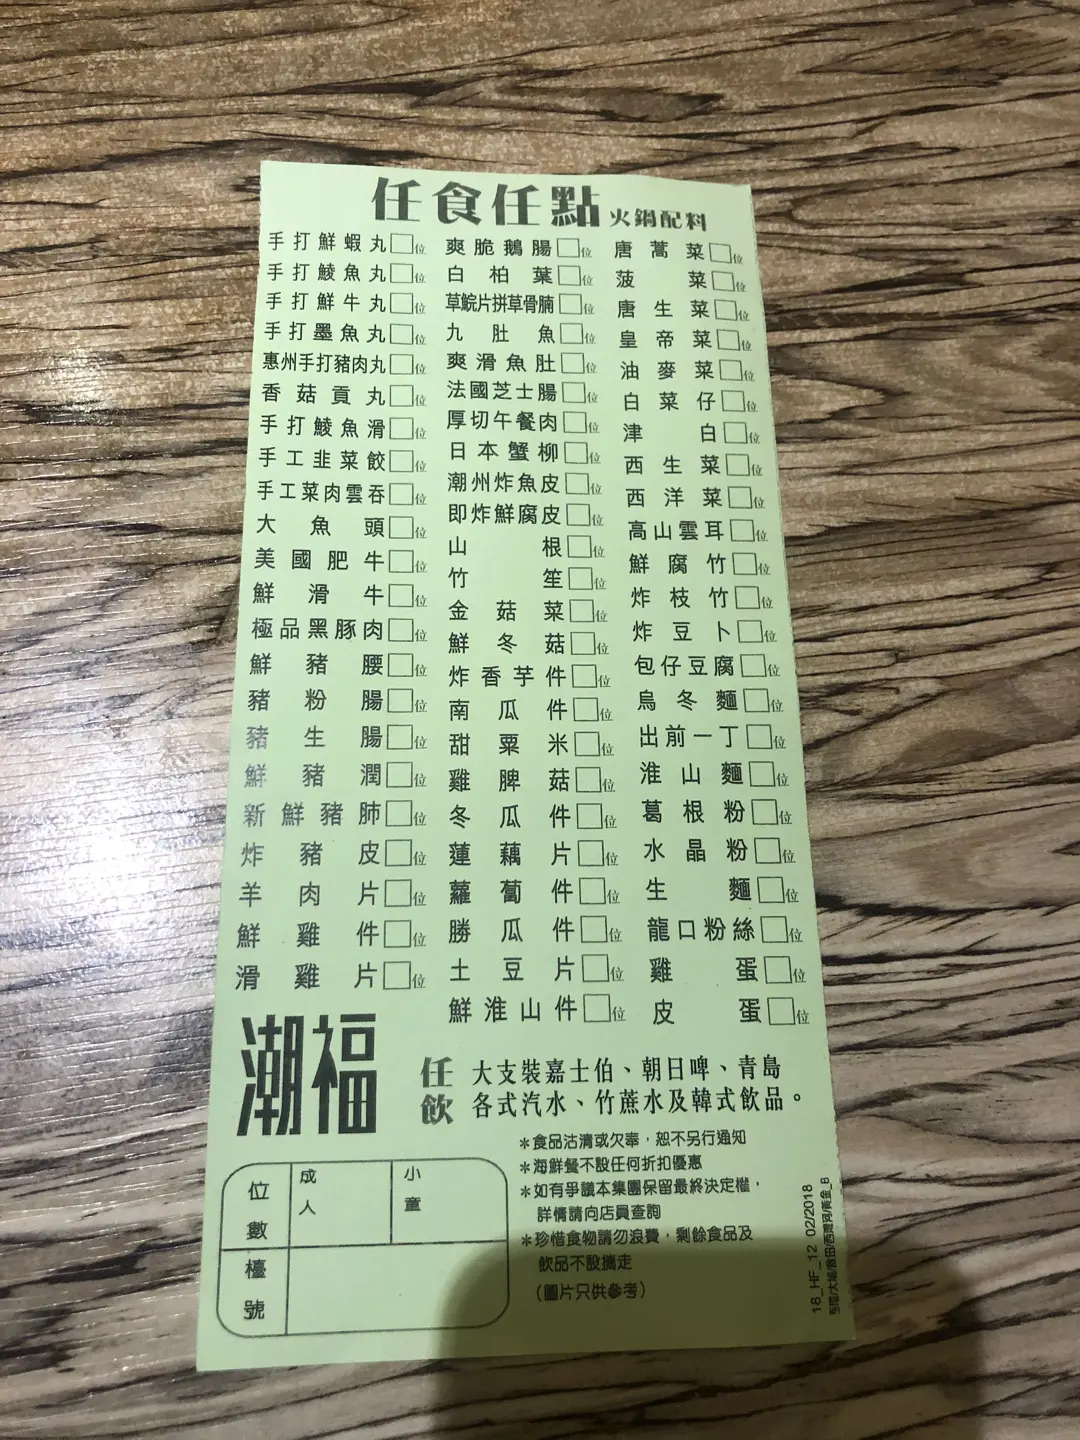 任食任點 火鍋配料
手打鮮蝦丸□位
手打鯪魚丸□位
手打鮮牛丸□位
手打墨魚丸□位
惠州手打豬肉丸□位
香菇貢丸□位
手打鯪魚滑□位
手工韭菜餃□位
手工菜肉雲吞□位
大魚頭□位
美國肥牛□位
鮮滑牛□位
極品黑豚肉□位
鮮豬腰□位
豬粉腸□位
豬生腸□位
鮮豬潤□位
新鮮豬肺□位
炸豬皮□位
羊肉片□位
鮮雞件□位
滑雞片□位
爽脆鵝腸□位
白柏葉□位
草鯇片拼草骨腩□位
九肚魚□位
爽滑魚肚□位
法國芝士腸□位
厚切午餐肉□位
日本蟹柳□位
潮州炸魚皮□位
即炸鮮腐皮□位
山根□位
竹笙□位
金菇菜□位
鮮冬菇□位
炸香芋件□位
南瓜件□位
甜粟米□位
雞脾菇□位
冬瓜件□位
蓮藕片□位
蘿蔔件□位
勝瓜件□位
土豆片□位
鮮淮山件□位
唐蒿菜□位
菠菜□位
唐生菜□位
皇帝菜□位
油麥菜□位
白菜仔□位
津白□位
西生菜□位
西洋菜□位
高山雲耳□位
鮮腐竹□位
炸枝竹□位
炸豆卜□位
包仔豆腐□位
烏冬麵□位
出前一丁□位
淮山麵□位
葛根粉□位
水晶粉□位
生麵□位
龍口粉絲□位
雞蛋□位
皮蛋□位
潮福
任飲
大支裝嘉士伯、朝日啤、青島
各式汽水、竹蔗水及韓式飲品。
*食品沽清或欠奉，恕不另行通知
*海鮮餐不設任何折扣優惠
*如有爭議本集團保留最終決定權，
詳情請向店員查詢
*珍惜食物請勿浪費，剩餘食品及
飲品不設攜走
（圖片只供參考）
位數
成人
小童
檯號
18_HF_12 02/2018